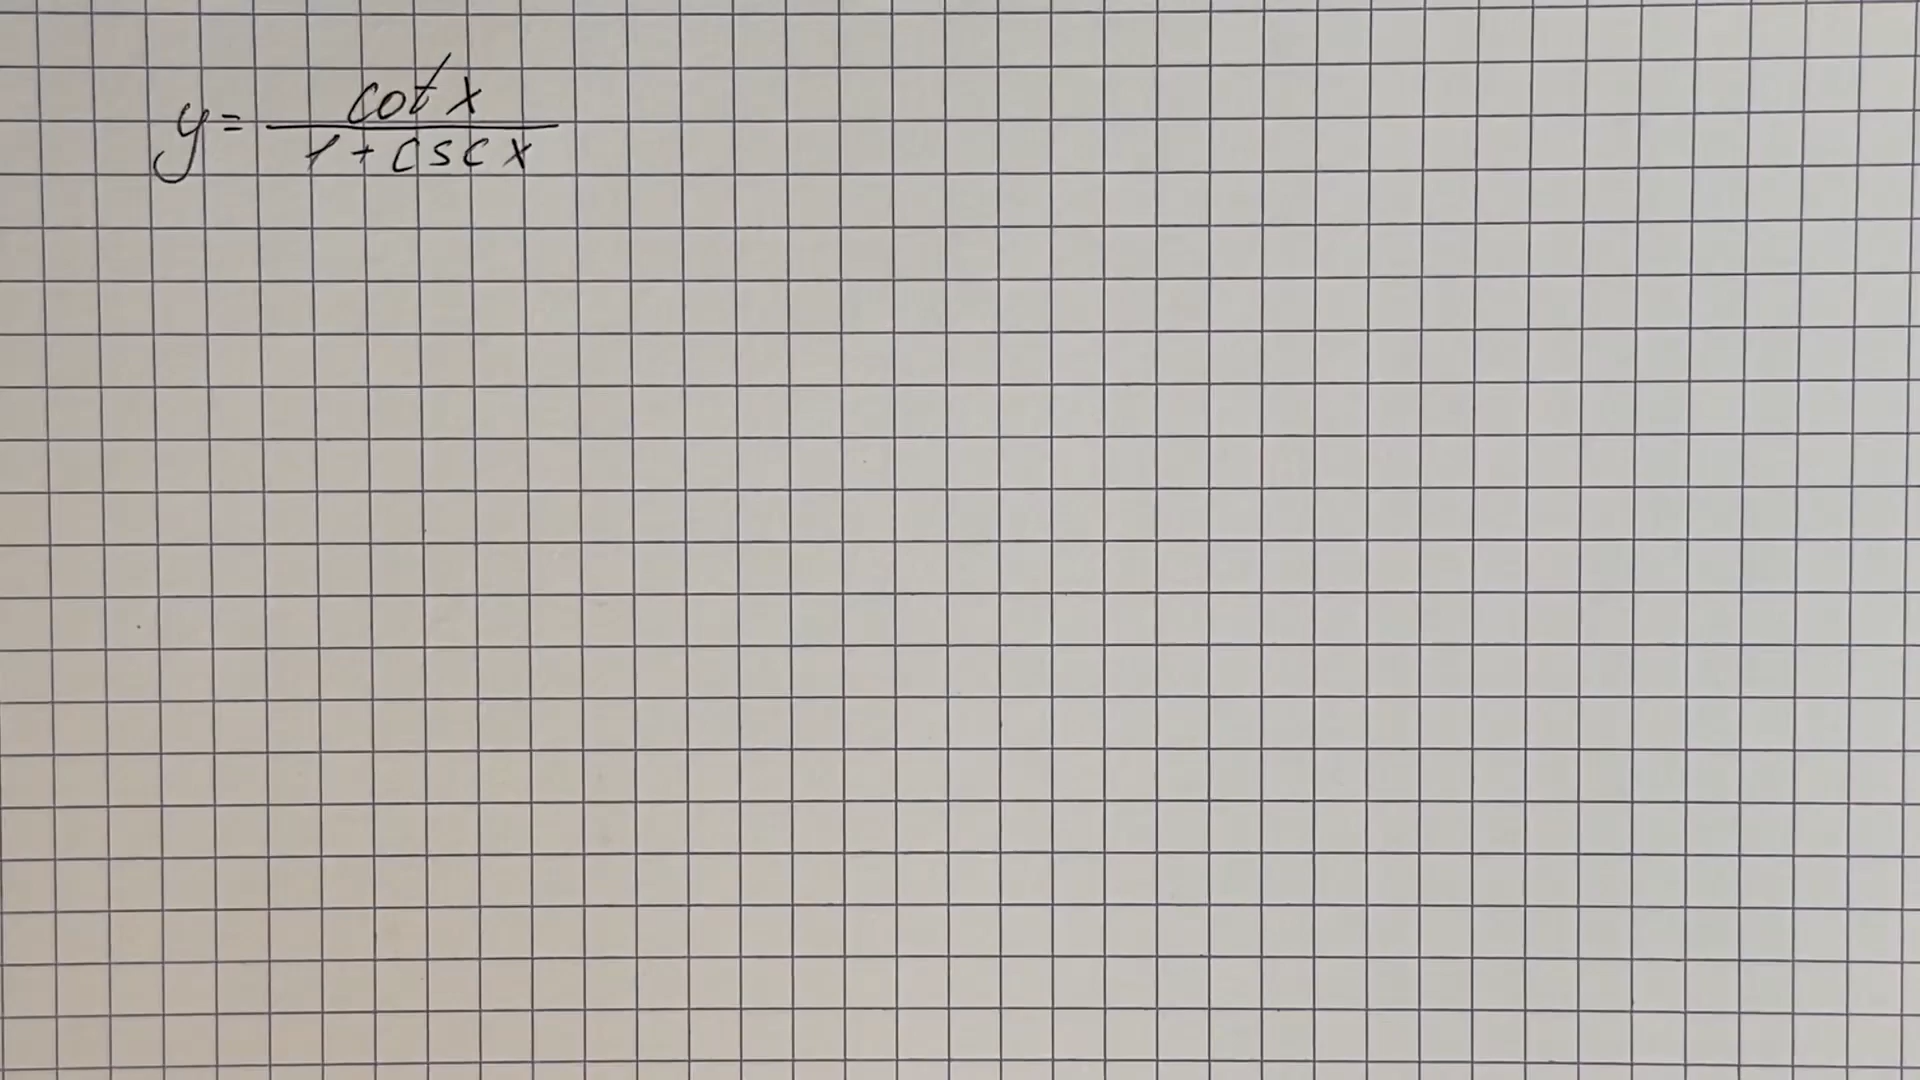 y = cot x / 1 + csc x